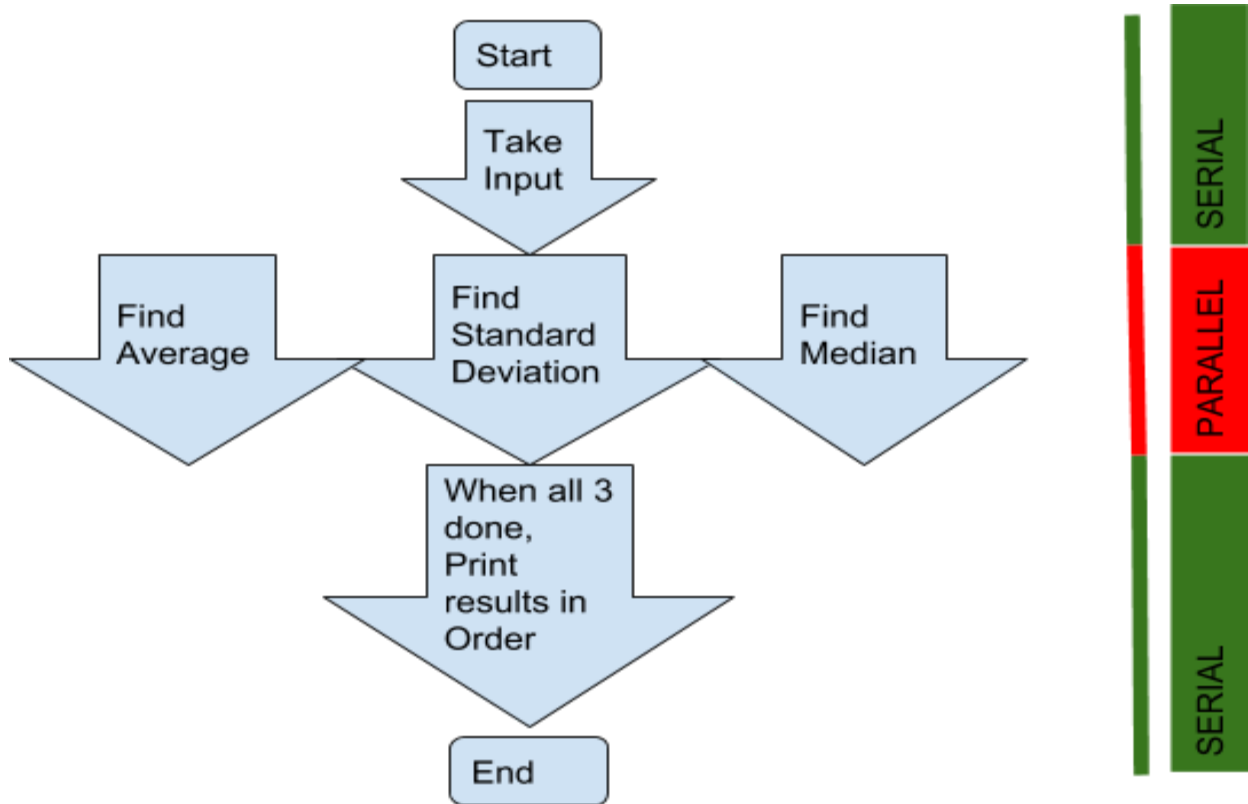 Start
Take
Input
Find
Average
Find
Standard
Deviation
Find
Median
When all 3
done,
Print
results in
Order
End
SERIAL
PARALLEL
SERIAL